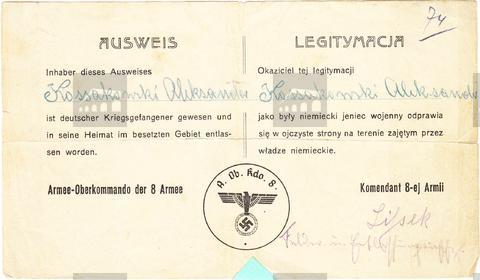 74
AUSWEIS
Inhaber dieses Ausweises
Kossakowski Aleksander
ist deutscher Kriegsgefangener gewesen und
in seine Heimat im besetzten Gebiet entlas-
sen worden.
Armee-Oberkommando der 8 Armee
LEGITYMACJA
Okaziciel tej legitymacji
Kossakowski Aleksand
jako były niemiecki jeniec wojenny odprawia
się w ojczyste strony na terenie zajętym przez
władze niemieckie.
Komendant 8-ej Armii
A. Ob. Kdo. 8.